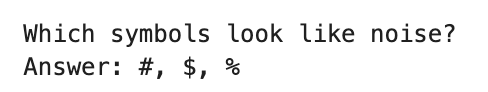 Which symbols look like noise?
Answer: #, $, %